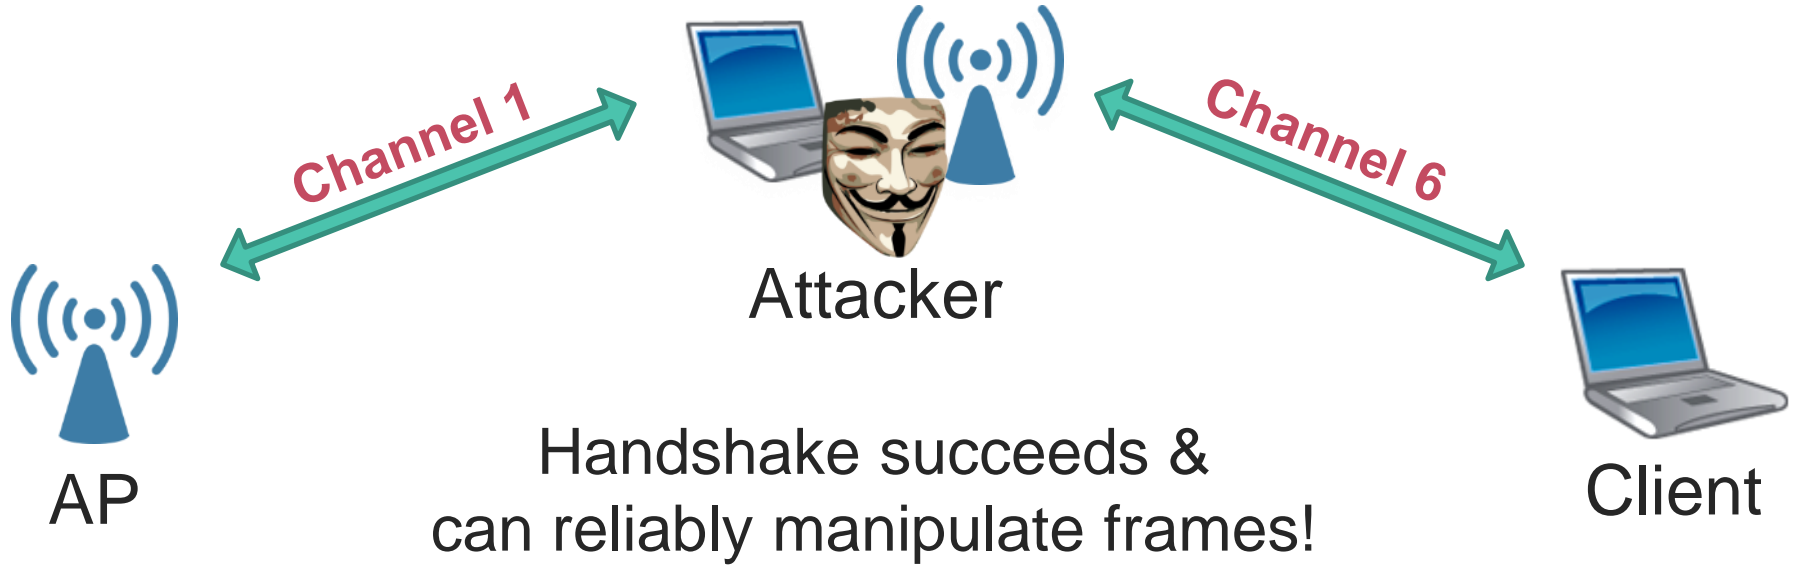 Channel 1
Channel 6
Attacker
AP
Client
Handshake succeeds &
can reliably manipulate frames!